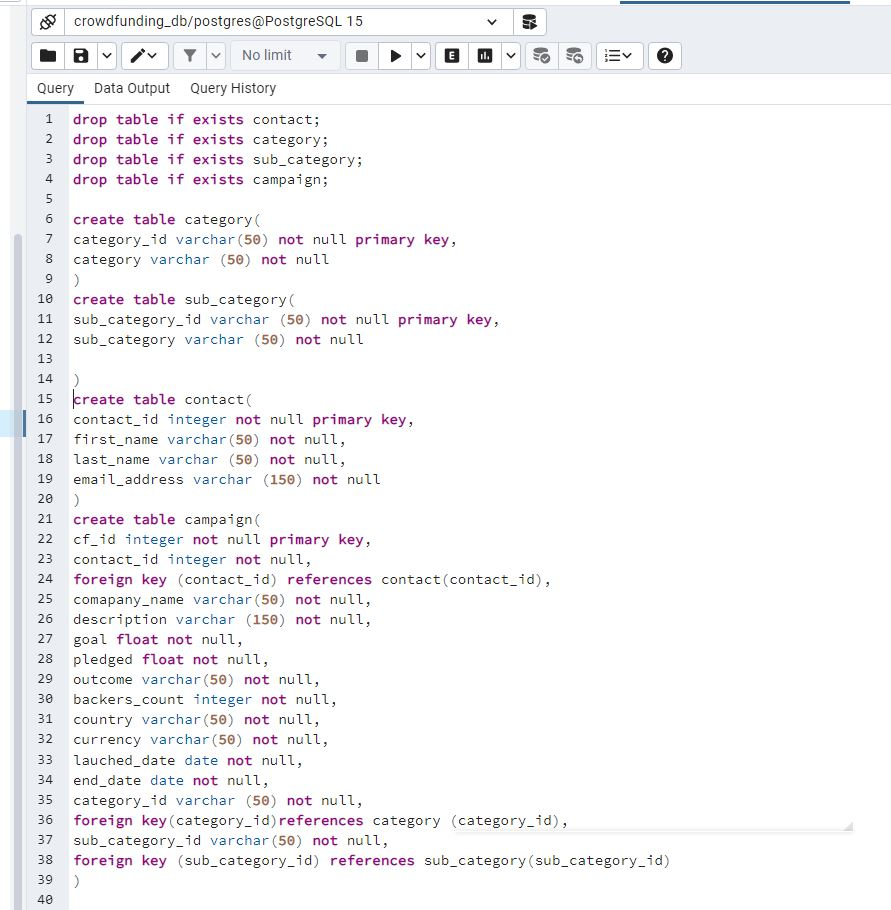 crowdfunding_db/postgres@PostgreSQL 15
No limit
E
?
Query Data Output Query History
1 drop table if exists contact;
2 drop table if exists category;
3 drop table if exists sub_category;
4 drop table if exists campaign;
5
6 create table category(
7 category_id varchar(50) not null primary key,
8 category varchar (50) not null
9 )
10 create table sub_category(
11 sub_category_id varchar (50) not null primary key,
12 sub_category varchar (50) not null
13
14 )
15 create table contact(
16 contact_id integer not null primary key,
17 first_name varchar(50) not null,
18 last_name varchar (50) not null,
19 email_address varchar (150) not null
20 )
21 create table campaign(
22 cf_id integer not null primary key,
23 contact_id integer not null,
24 foreign key (contact_id) references contact(contact_id),
25 comapany_name varchar(50) not null,
26 description varchar (150) not null,
27 goal float not null,
28 pledged float not null,
29 outcome varchar(50) not null,
30 backers_count integer not null,
31 country varchar(50) not null,
32 currency varchar(50) not null,
33 lauched_date date not null,
34 end_date date not null,
35 category_id varchar (50) not null,
36 foreign key(category_id)references category (category_id),
37 sub_category_id varchar(50) not null,
38 foreign key (sub_category_id) references sub_category(sub_category_id)
39 )
40